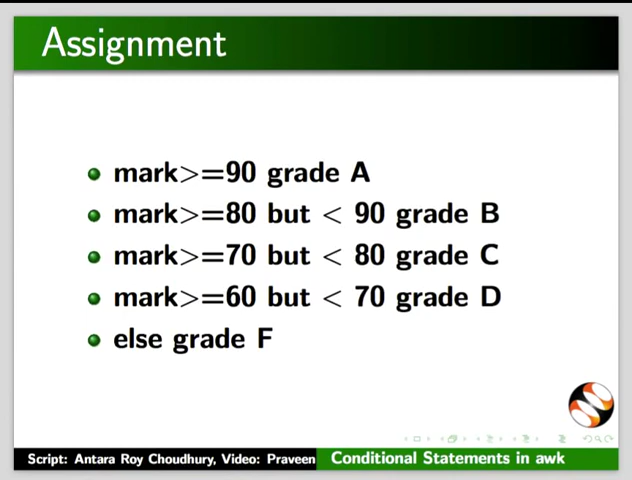 Assignment
mark>=90 grade A
mark>=80 but < 90 grade B
mark>=70 but < 80 grade C
mark>=60 but < 70 grade D
else grade F
Script: Antara Roy Choudhury, Video: Praveen Conditional Statements in awk